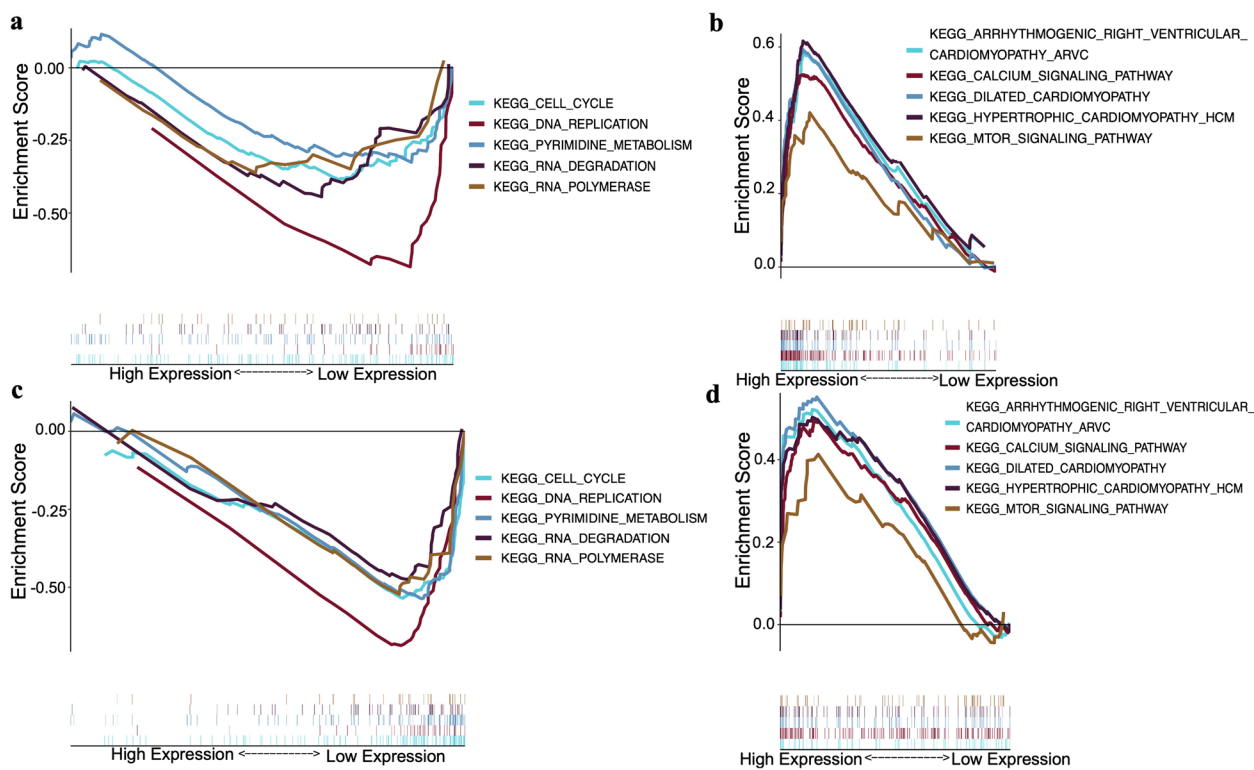 a
Enrichment Score
0.00
-0.25
-0.50
KEGG_CELL_CYCLE
KEGG_DNA_REPLICATION
KEGG_PYRIMIDINE_METABOLISM
KEGG_RNA_DEGRADATION
KEGG_RNA_POLYMERASE
High Expression <------------> Low Expression
b
Enrichment Score
0.6
0.4
0.2
0.0
KEGG_ARRHYTHMOGENIC_RIGHT_VENTRICULAR_
CARDIOMYOPATHY_ARVC
KEGG_CALCIUM_SIGNALING_PATHWAY
KEGG_DILATED_CARDIOMYOPATHY
KEGG_HYPERTROPHIC_CARDIOMYOPATHY_HCM
KEGG_MTOR_SIGNALING_PATHWAY
High Expression <------------> Low Expression
c
Enrichment Score
0.00
-0.25
-0.50
KEGG_CELL_CYCLE
KEGG_DNA_REPLICATION
KEGG_PYRIMIDINE_METABOLISM
KEGG_RNA_DEGRADATION
KEGG_RNA_POLYMERASE
High Expression <------------> Low Expression
d
Enrichment Score
0.4
0.2
0.0
KEGG_ARRHYTHMOGENIC_RIGHT_VENTRICULAR_
CARDIOMYOPATHY_ARVC
KEGG_CALCIUM_SIGNALING_PATHWAY
KEGG_DILATED_CARDIOMYOPATHY
KEGG_HYPERTROPHIC_CARDIOMYOPATHY_HCM
KEGG_MTOR_SIGNALING_PATHWAY
High Expression <------------> Low Expression